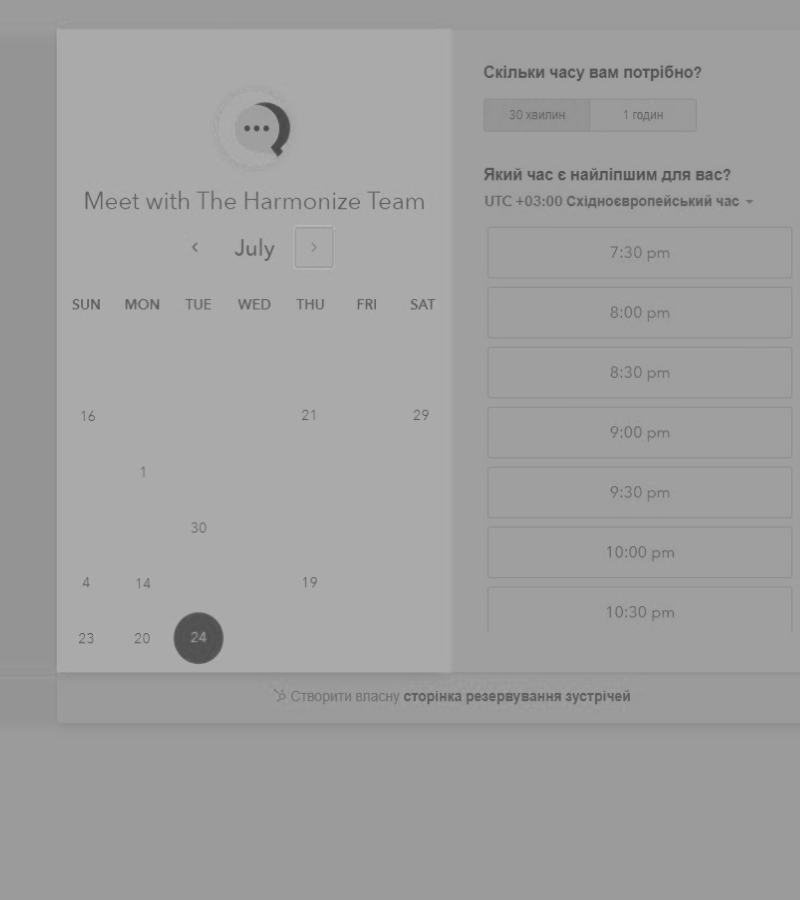 Meet with The Harmonize Team
July
SUN MON TUE WED THU FRI SAT
16 21 29
1
30
4 14 19
23 20 24
Скільки часу вам потрібно?
30 хвилин 1 годин
Який час є найліпшим для вас?
UTC +03:00 Східноєвропейський час
7:30 pm
8:00 pm
8:30 pm
9:00 pm
9:30 pm
10:00 pm
10:30 pm
Створити власну сторінка резервування зустрічей